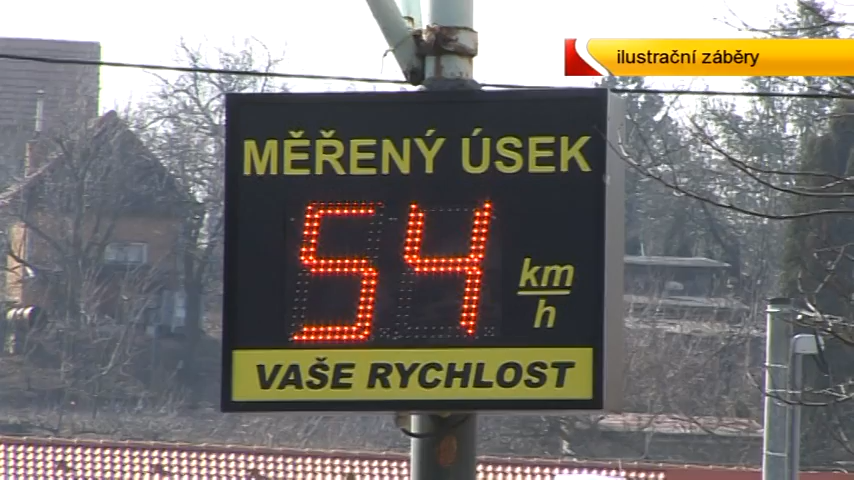 ilustrační záběry
MĚŘENÝ ÚSEK
54 km/h
VAŠE RYCHLOST